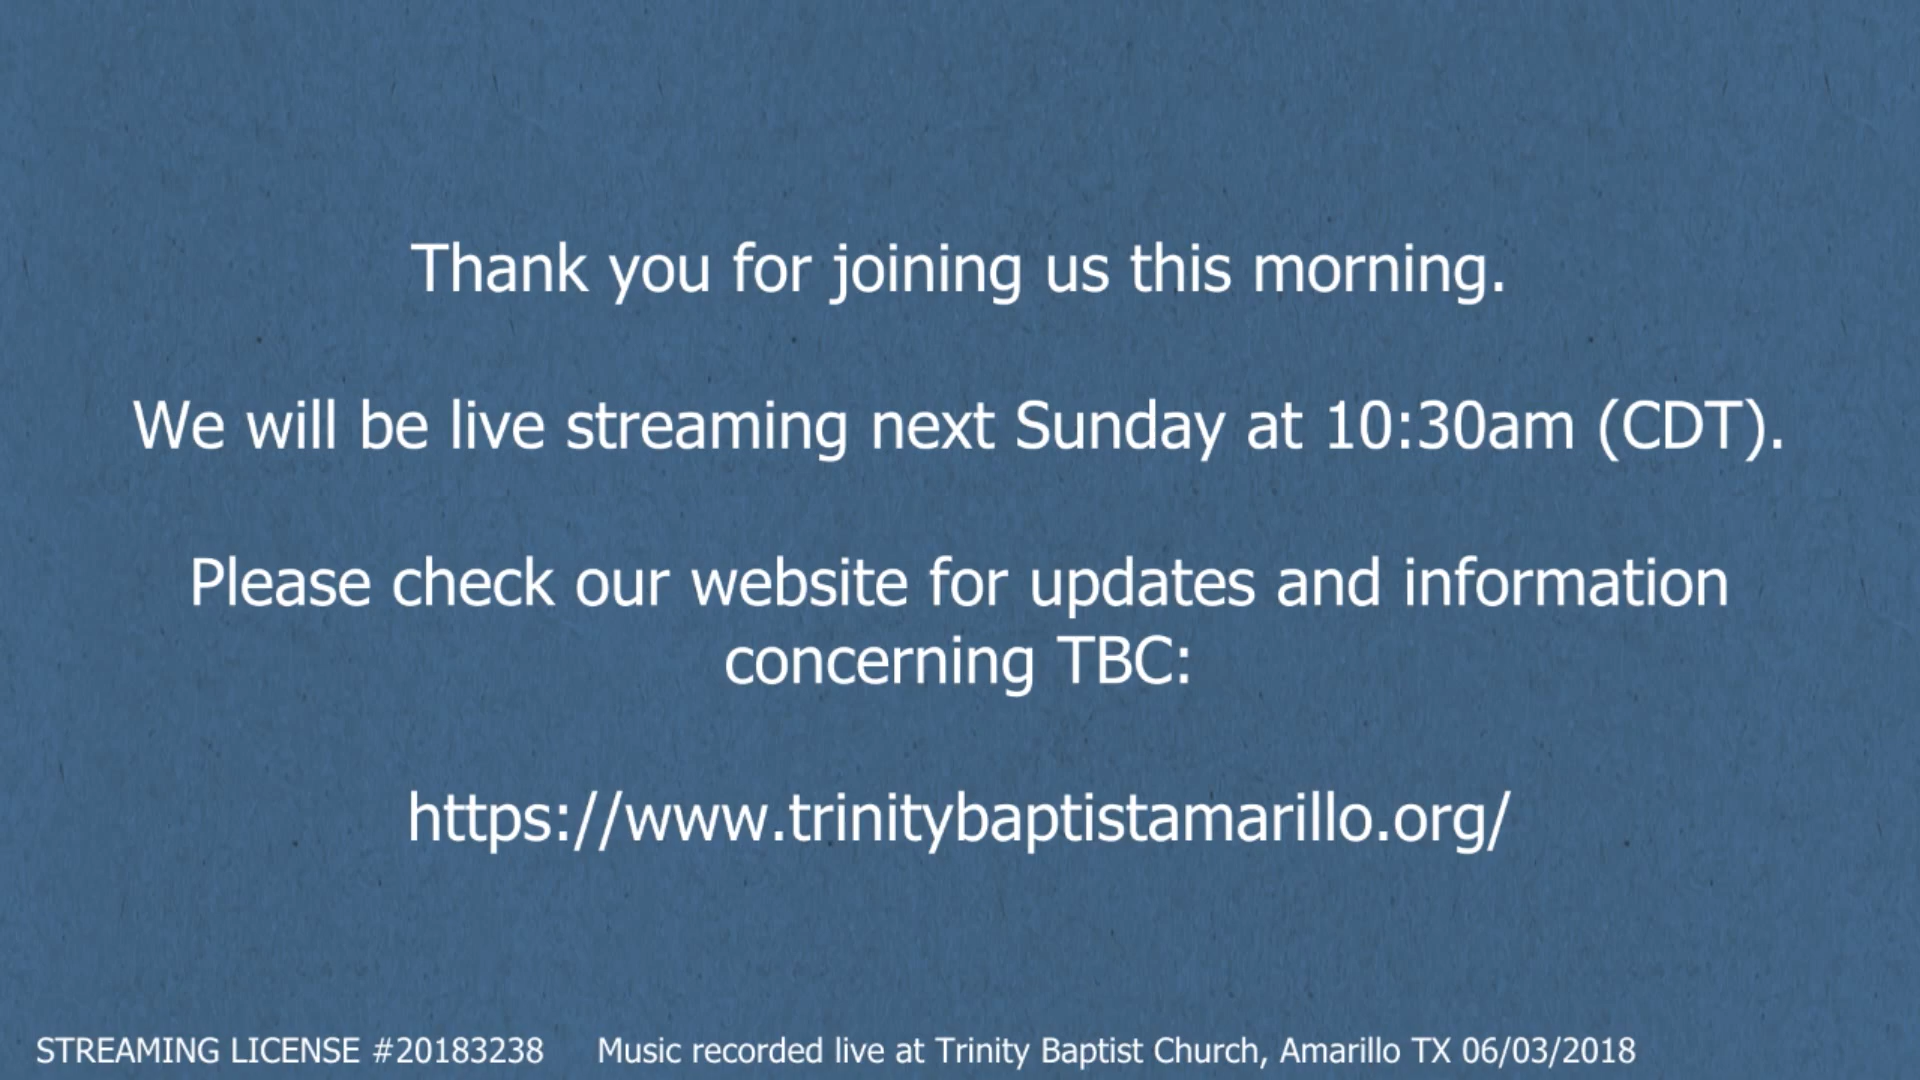 Thank you for joining us this morning.
We will be live streaming next Sunday at 10:30am (CDT).
Please check our website for updates and information
concerning TBC:
https://www.trinitybaptistamarillo.org/
STREAMING LICENSE #20183238 Music recorded live at Trinity Baptist Church, Amarillo TX 06/03/2018